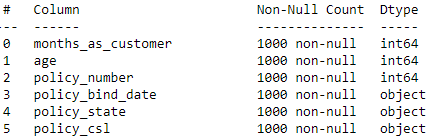 #   Column   Non-Null Count   Dtype
---  ------   --------------   -----
0   months_as_customer   1000 non-null   int64
1   age   1000 non-null   int64
2   policy_number   1000 non-null   int64
3   policy_bind_date   1000 non-null   object
4   policy_state   1000 non-null   object
5   policy_csl   1000 non-null   object